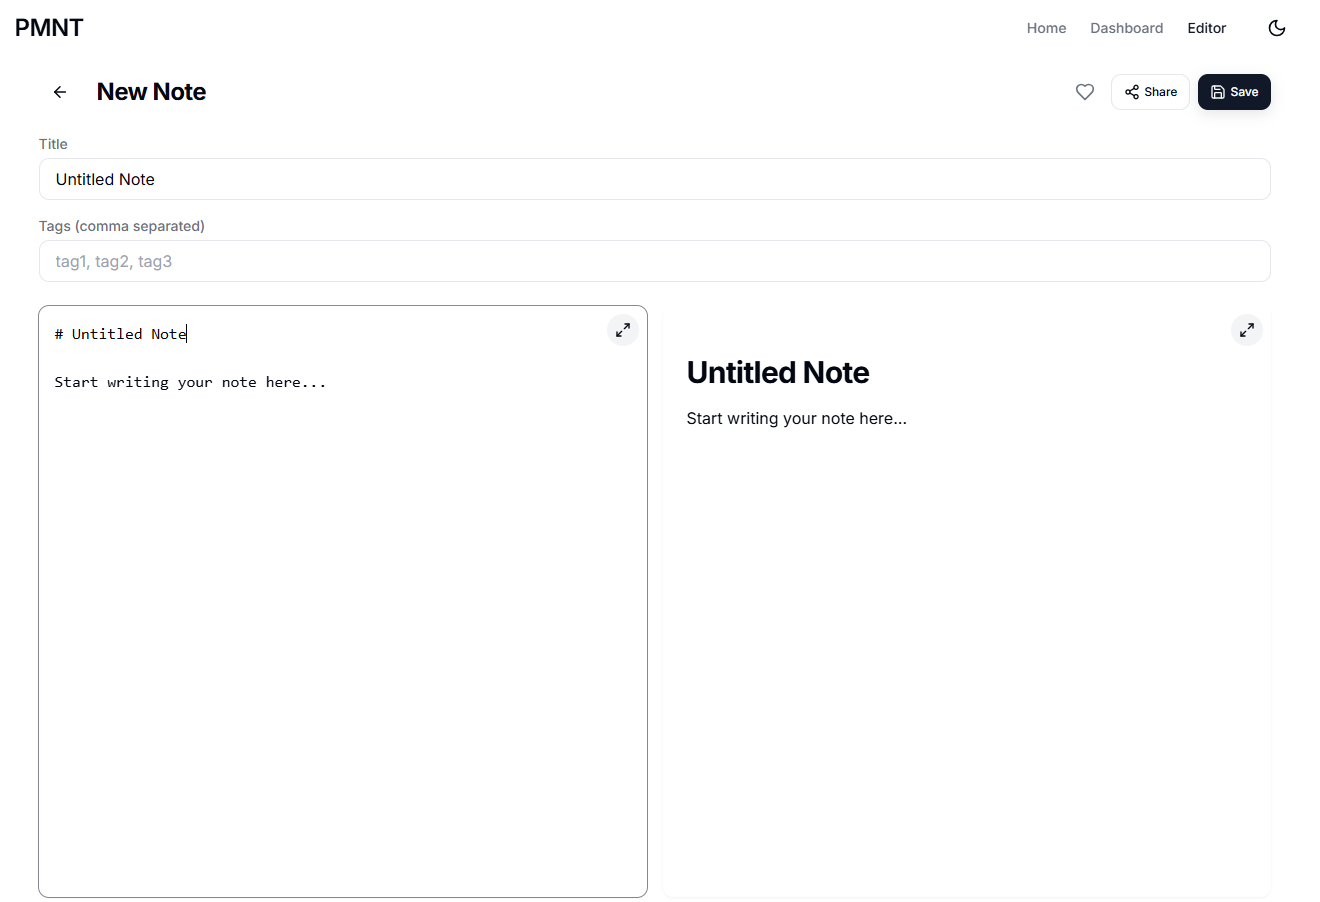 PMNT
Home Dashboard Editor
New Note
Share Save
Title
Untitled Note
Tags (comma separated)
tag1, tag2, tag3
# Untitled Note
Start writing your note here...
Untitled Note
Start writing your note here...